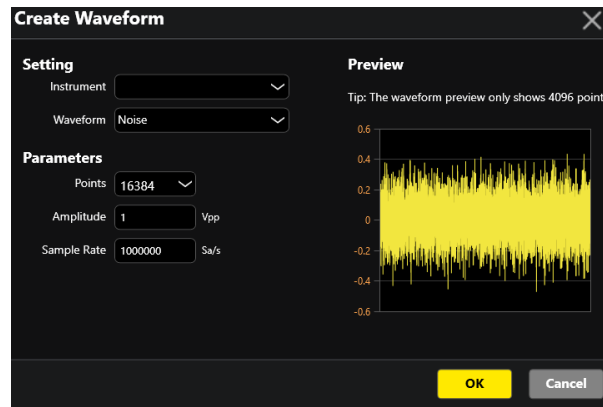 Create Waveform
Setting
Instrument
Waveform Noise
Parameters
Points 16384
Amplitude 1 Vpp
Sample Rate 1000000 Sa/s
Preview
Tip: The waveform preview only shows 4096 point
0.6
0.4
0.2
0
-0.2
-0.4
-0.6
OK Cancel